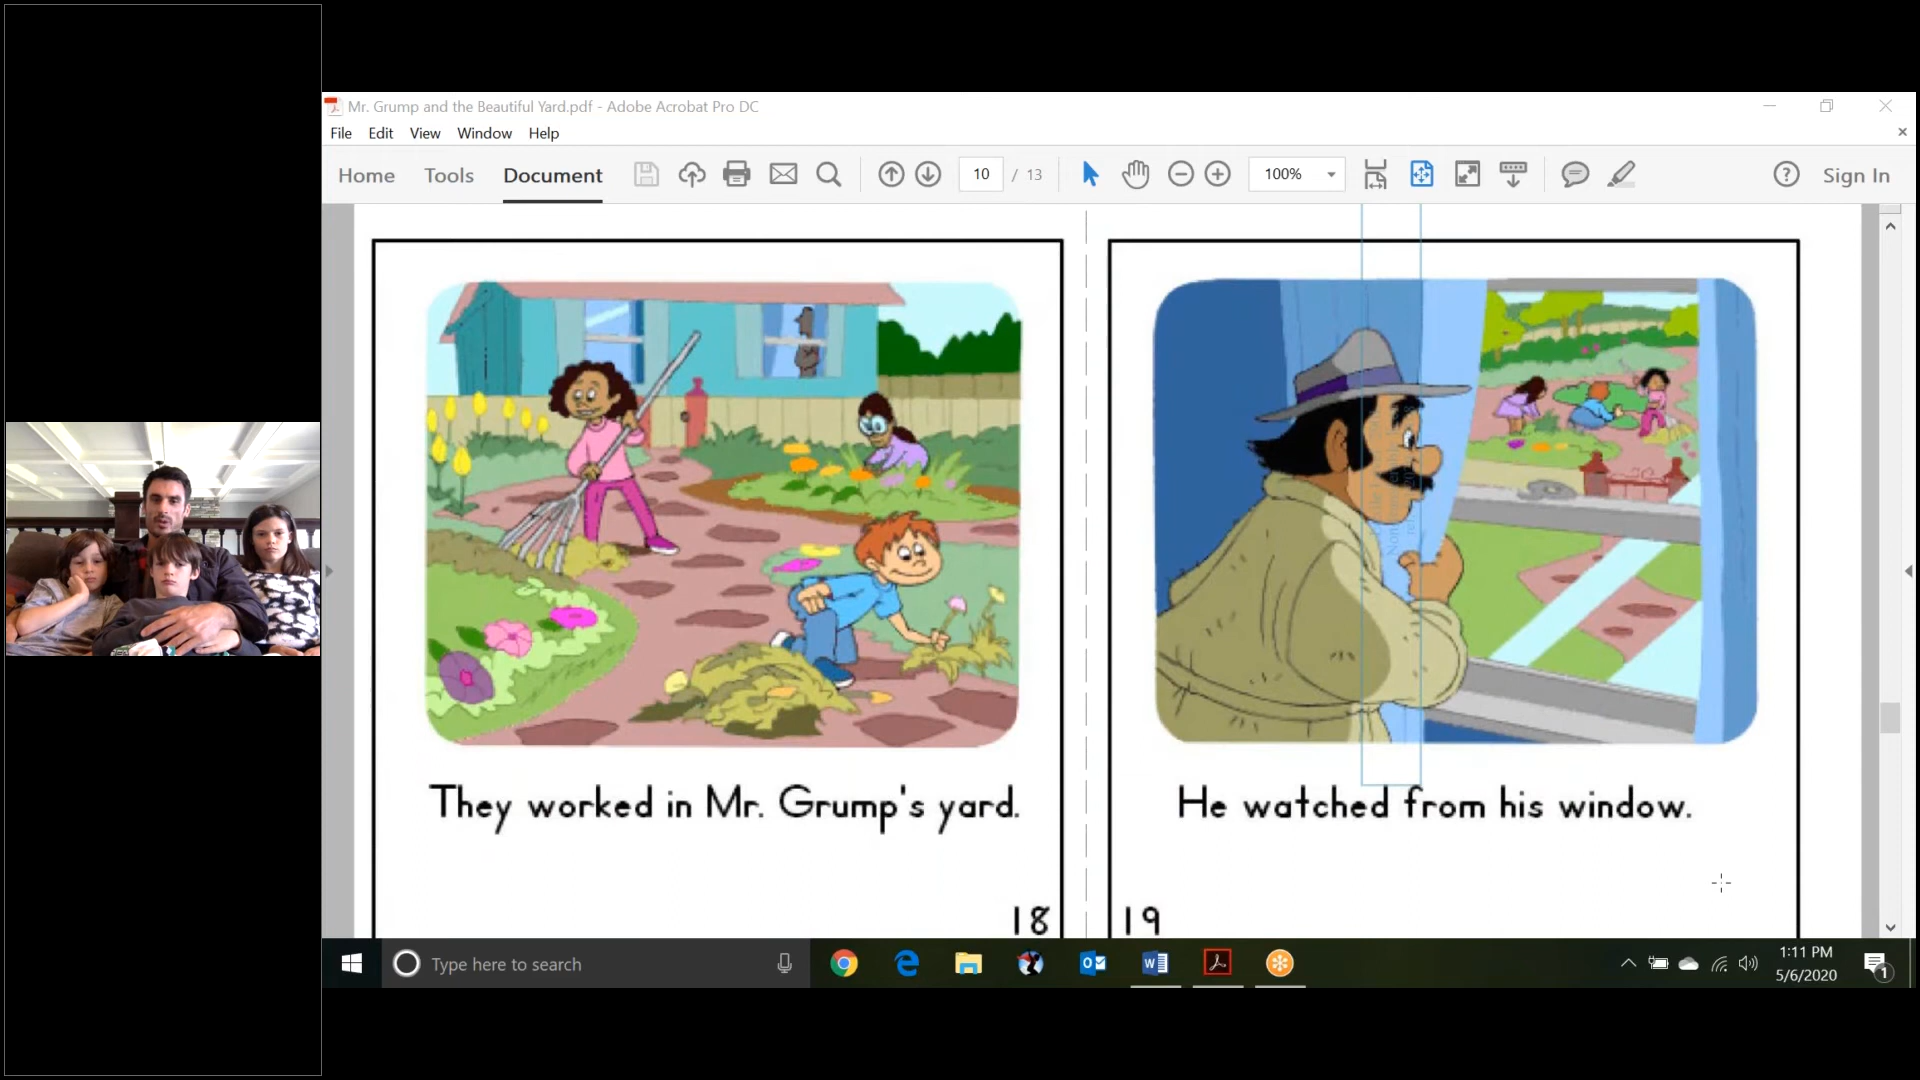 Mr. Grump and the Beautiful Yard.pdf - Adobe Acrobat Pro DC
File Edit View Window Help
Home Tools Document 10 / 13 100% Sign In
They worked in Mr. Grump's yard.
18
He watched from his window.
19
Type here to search
1:11 PM
5/6/2020
1